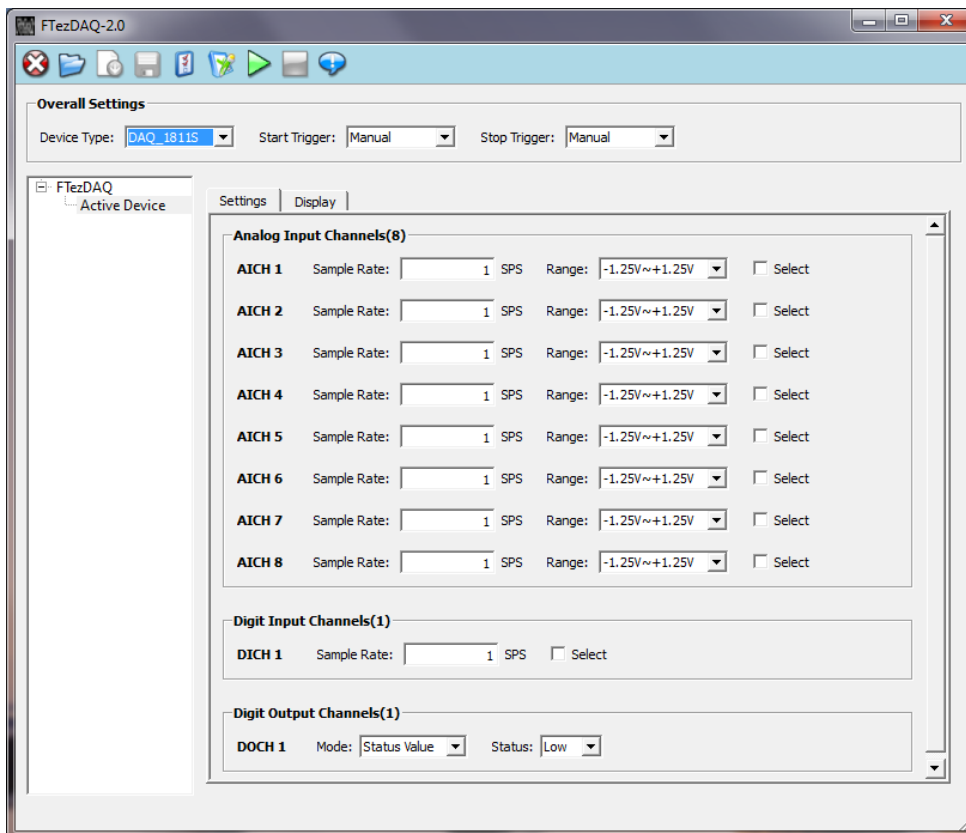 FTezDAQ-2.0
Overall Settings
Device Type: DAQ_1811S Start Trigger: Manual Stop Trigger: Manual
FTezDAQ
Active Device
Settings Display
Analog Input Channels(8)
AICH 1 Sample Rate: 1 SPS Range: -1.25V~+1.25V Select
AICH 2 Sample Rate: 1 SPS Range: -1.25V~+1.25V Select
AICH 3 Sample Rate: 1 SPS Range: -1.25V~+1.25V Select
AICH 4 Sample Rate: 1 SPS Range: -1.25V~+1.25V Select
AICH 5 Sample Rate: 1 SPS Range: -1.25V~+1.25V Select
AICH 6 Sample Rate: 1 SPS Range: -1.25V~+1.25V Select
AICH 7 Sample Rate: 1 SPS Range: -1.25V~+1.25V Select
AICH 8 Sample Rate: 1 SPS Range: -1.25V~+1.25V Select
Digit Input Channels(1)
DICH 1 Sample Rate: 1 SPS Select
Digit Output Channels(1)
DOCH 1 Mode: Status Value Status: Low